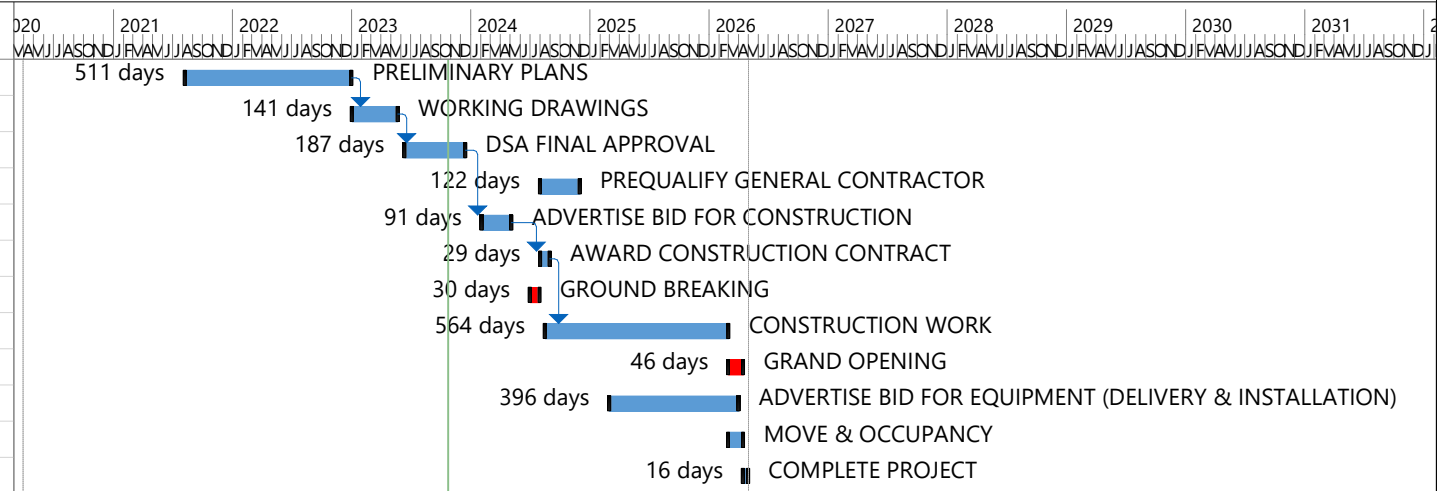 020 2021 2022 2023 2024 2025 2026 2027 2028 2029 2030 2031
511 days PRELIMINARY PLANS
141 days WORKING DRAWINGS
187 days DSA FINAL APPROVAL
122 days PREQUALIFY GENERAL CONTRACTOR
91 days ADVERTISE BID FOR CONSTRUCTION
29 days AWARD CONSTRUCTION CONTRACT
30 days GROUND BREAKING
564 days CONSTRUCTION WORK
46 days GRAND OPENING
396 days ADVERTISE BID FOR EQUIPMENT (DELIVERY & INSTALLATION)
MOVE & OCCUPANCY
16 days COMPLETE PROJECT